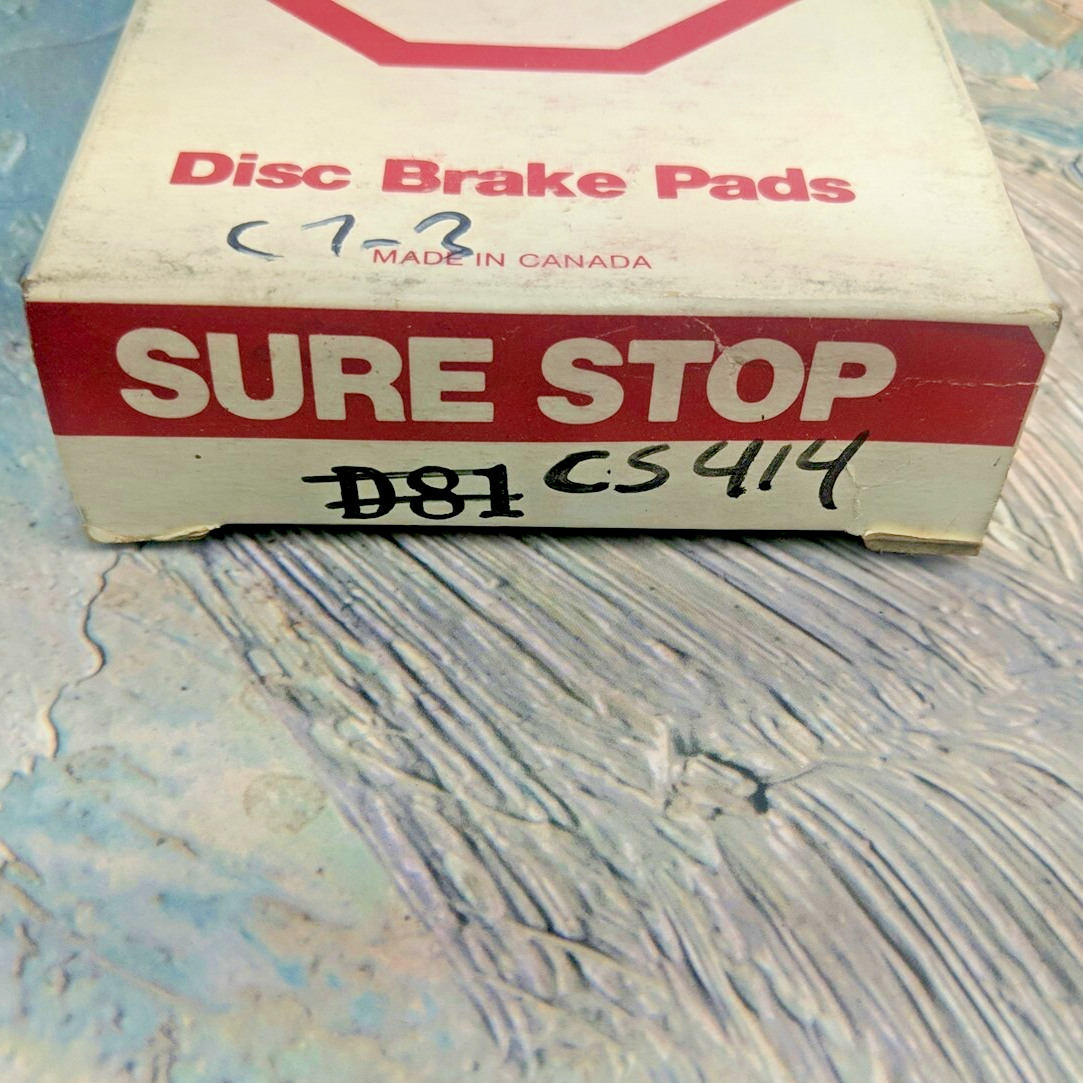 Disc Brake Pads
C7-3
MADE IN CANADA
SURE STOP
D81 CS414